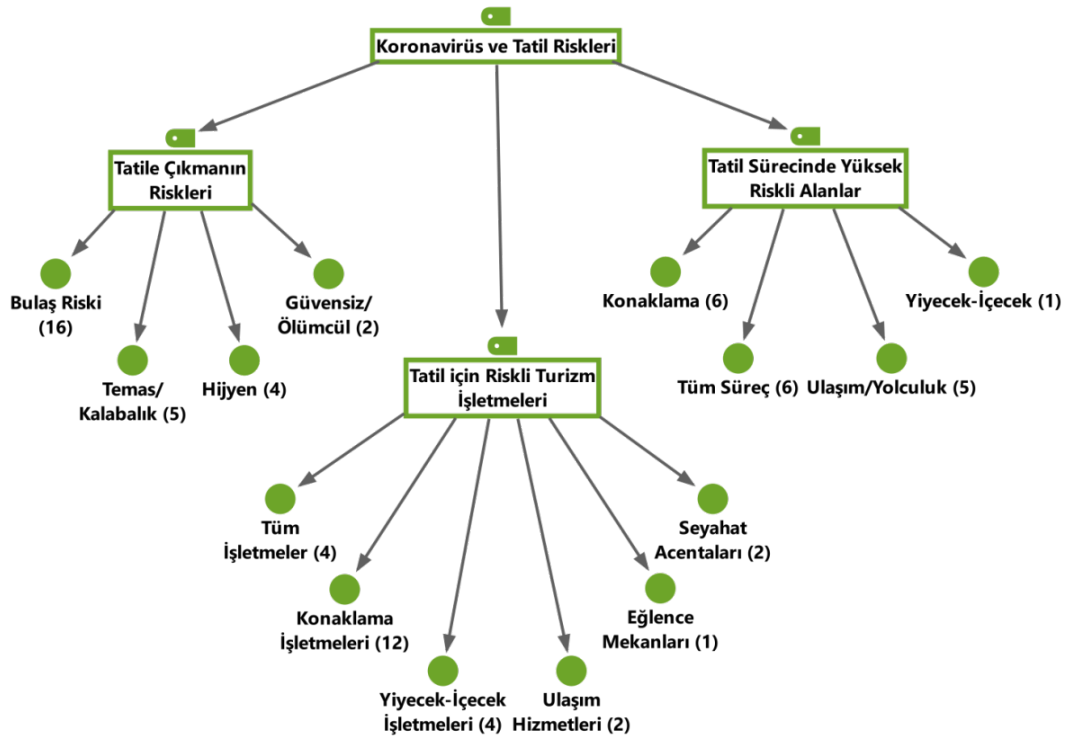 Koronavirüs ve Tatil Riskleri
Tatile Çıkmanın
Riskleri
Bulaş Riski
(16)
Temas/
Kalabalık (5)
Hijyen (4)
Güvensiz/
Ölümcül (2)
Tatil için Riskli Turizm
İşletmeleri
Tüm
İşletmeler (4)
Konaklama
İşletmeleri (12)
Yiyecek-İçecek
İşletmeleri (4)
Ulaşım
Hizmetleri (2)
Eğlence
Mekanları (1)
Seyahat
Acentaları (2)
Tatil Sürecinde Yüksek
Riskli Alanlar
Konaklama (6)
Tüm Süreç (6)
Ulaşım/Yolculuk (5)
Yiyecek-İçecek (1)